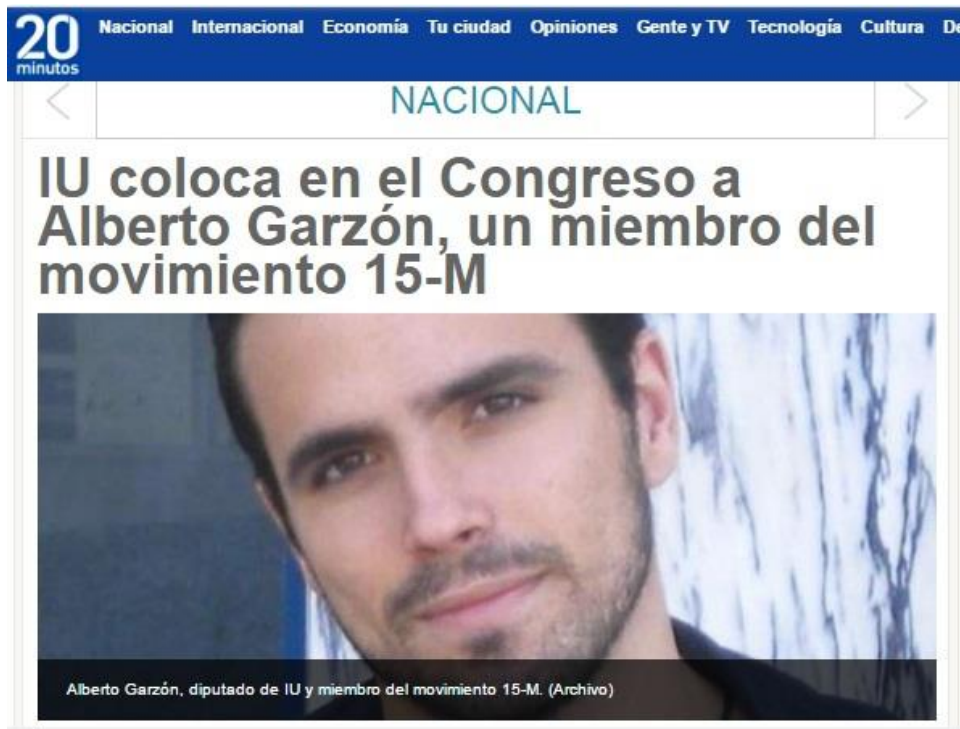 20 minutos
Nacional Internacional Economía Tu ciudad Opiniones Gente y TV Tecnología Cultura De
NACIONAL
IU coloca en el Congreso a
Alberto Garzón, un miembro del
movimiento 15-M
Alberto Garzón, diputado de IU y miembro del movimiento 15-M. (Archivo)